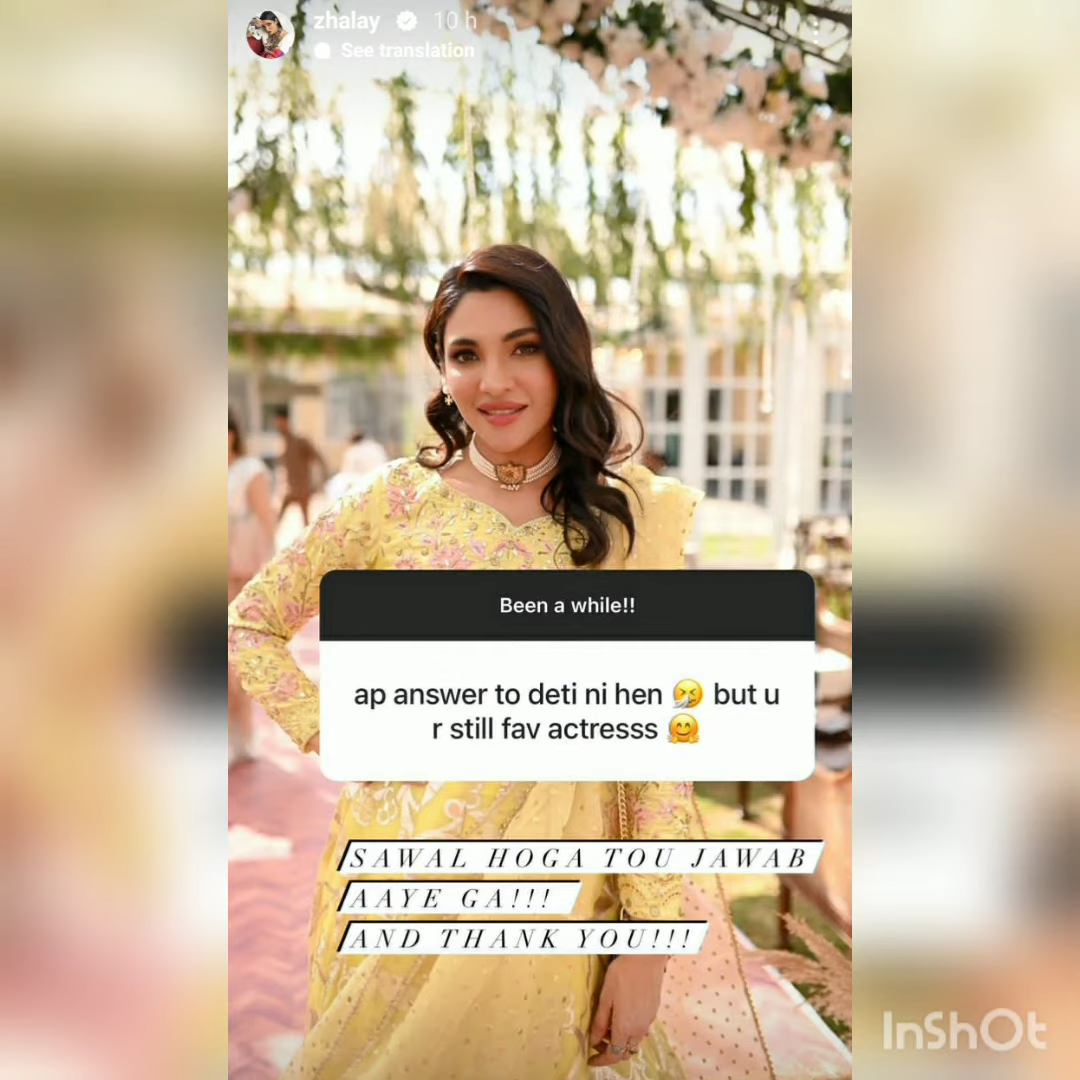 zhalay 10 h
See translation
Been a while!!
ap answer to deti ni hen 🤧 but u
r still fav actresss 🤗
SAWAL HOGA TOU JAWAB
AAYE GA!!!
AND THANK YOU!!!
InShOt